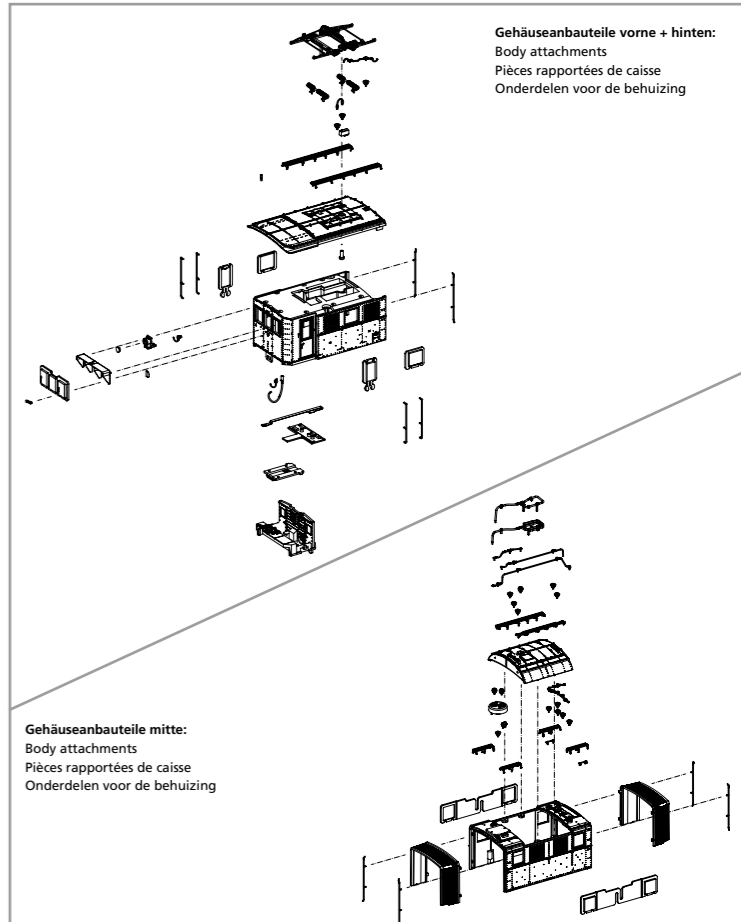 Gehäuseanbauteile vorne + hinten:
Body attachments
Pièces rapportées de caisse
Onderdelen voor de behuizing
Gehäuseanbauteile mitte:
Body attachments
Pièces rapportées de caisse
Onderdelen voor de behuizing